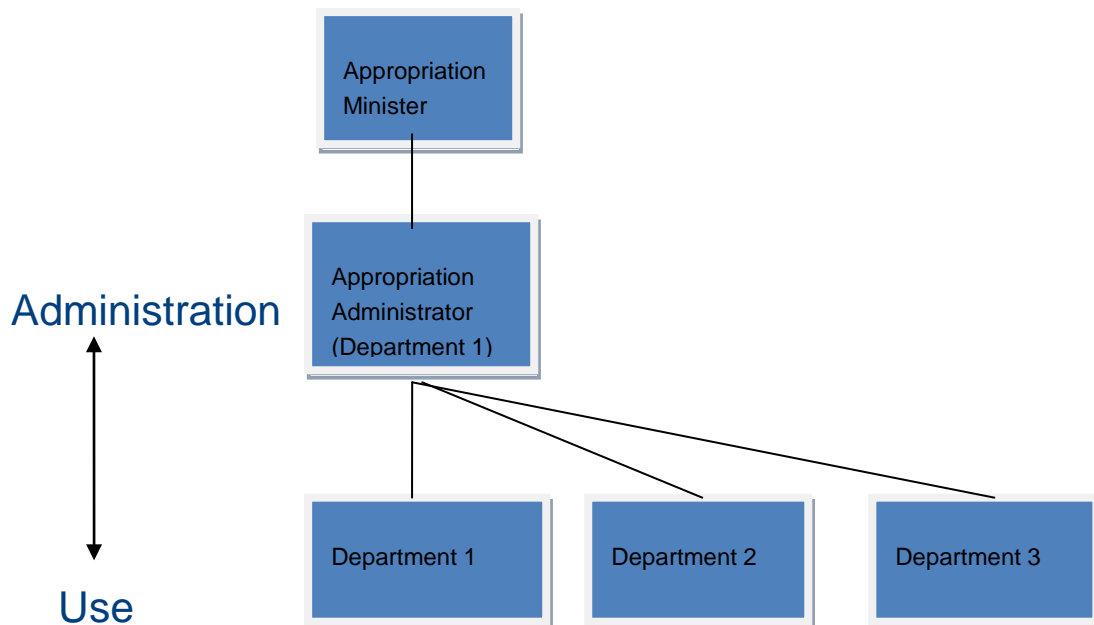 Appropriation
Minister
Appropriation
Administrator
(Department 1)
Administration
Department 1
Department 2
Department 3
Use